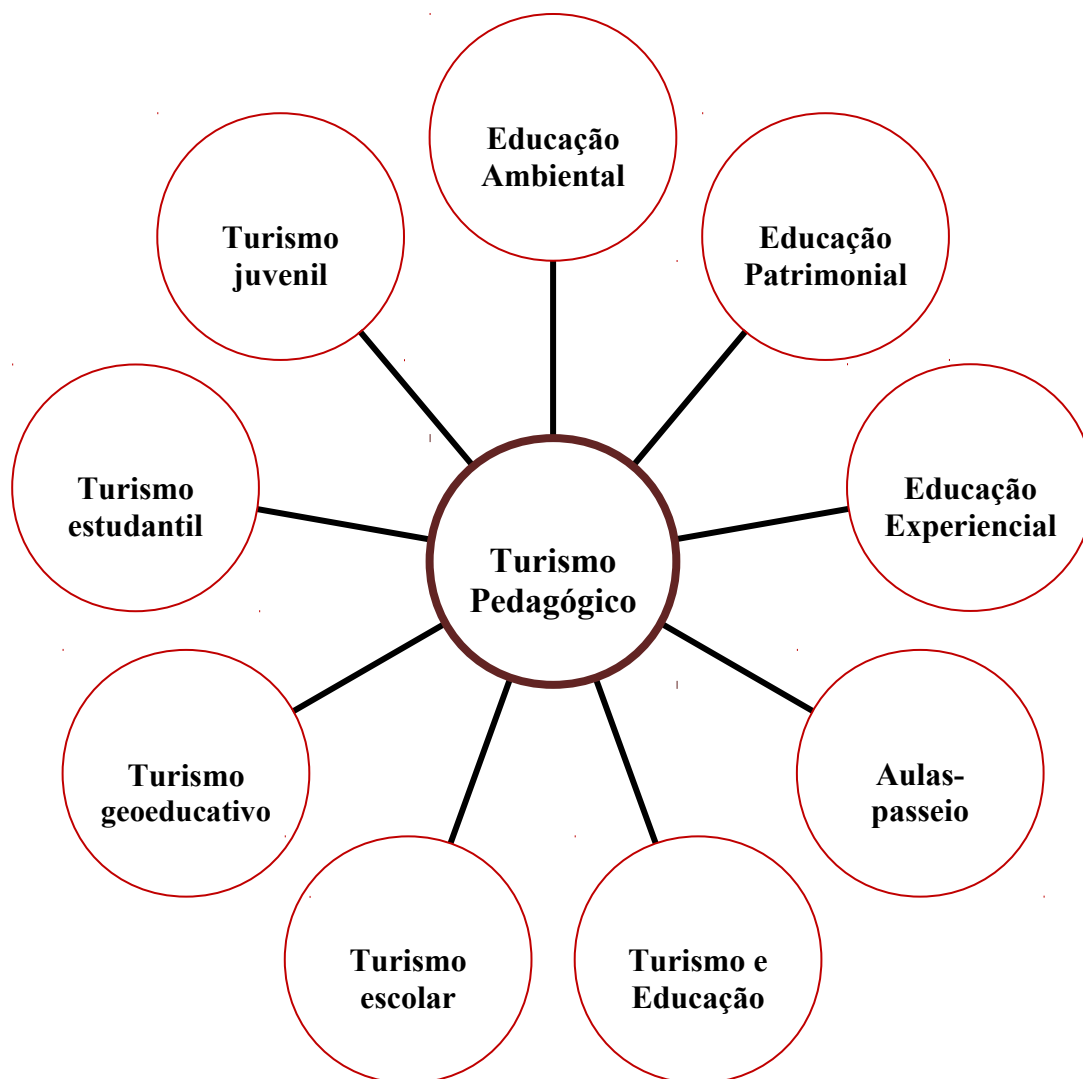 Educação
Ambiental
Turismo
juvenil
Educação
Patrimonial
Turismo
estudantil
Educação
Experiencial
Turismo
Pedagógico
Turismo
geoeducativo
Aulas-
passeio
Turismo
escolar
Turismo e
Educação